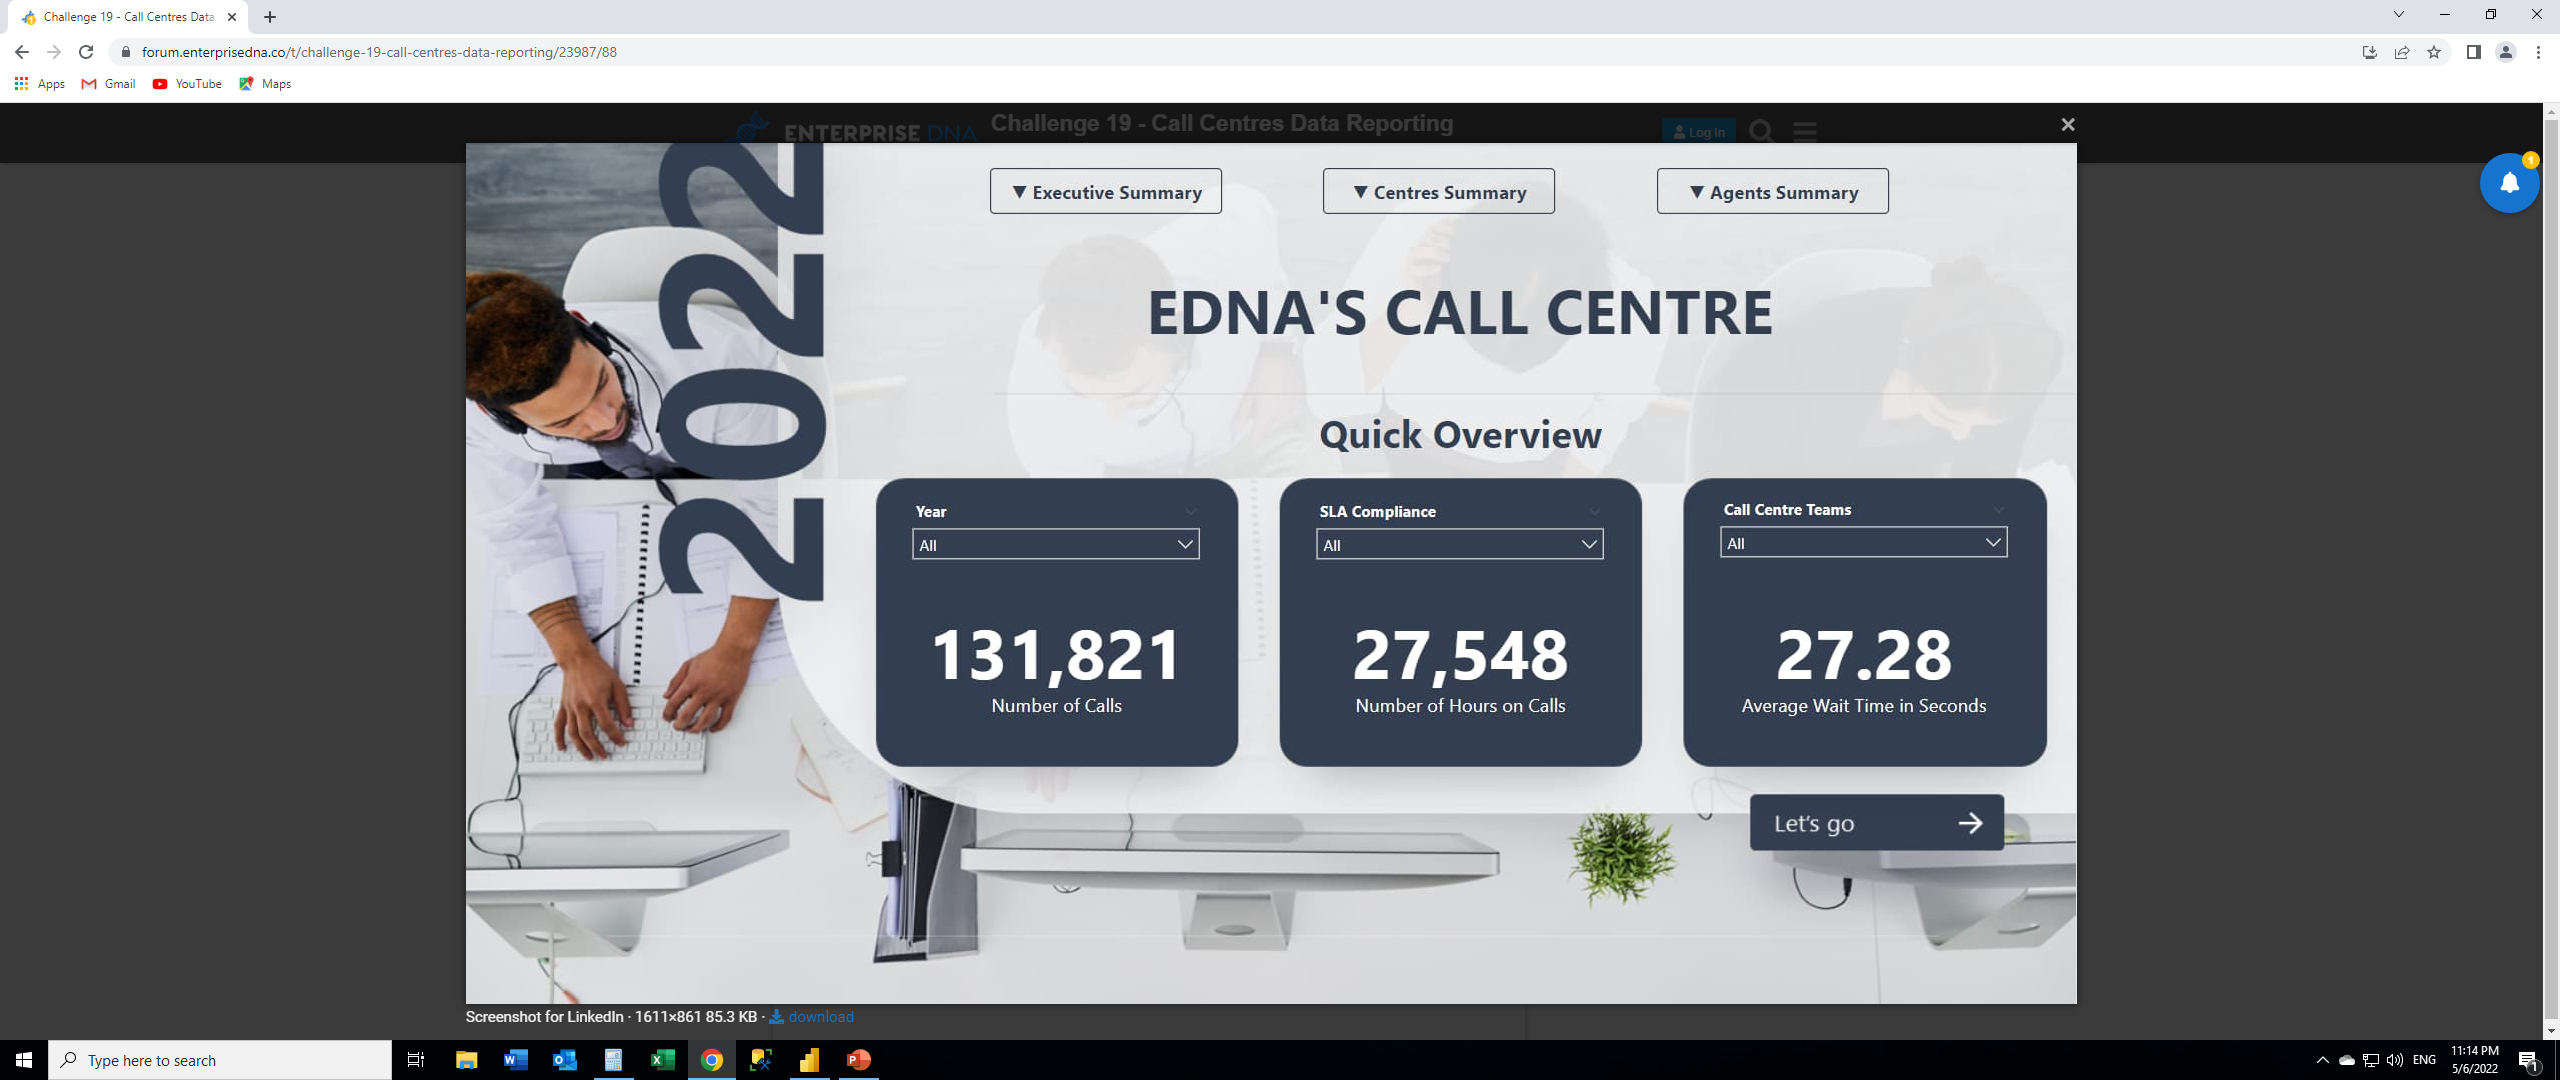 Challenge 19 - Call Centres Data
forum.enterprisedna.co/t/challenge-19-call-centres-data-reporting/23987/88
Apps
Gmail
YouTube
Maps
ENTERPRISE DNA
Challenge 19 - Call Centres Data Reporting
Log In
1
2022
▼ Executive Summary
▼ Centres Summary
▼ Agents Summary
EDNA'S CALL CENTRE
Quick Overview
Year
All
131,821
Number of Calls
SLA Compliance
All
27,548
Number of Hours on Calls
Call Centre Teams
All
27.28
Average Wait Time in Seconds
Let's go
Screenshot for LinkedIn · 1611×861 85.3 KB · download
Type here to search
ENG
11:14 PM
5/6/2022
1